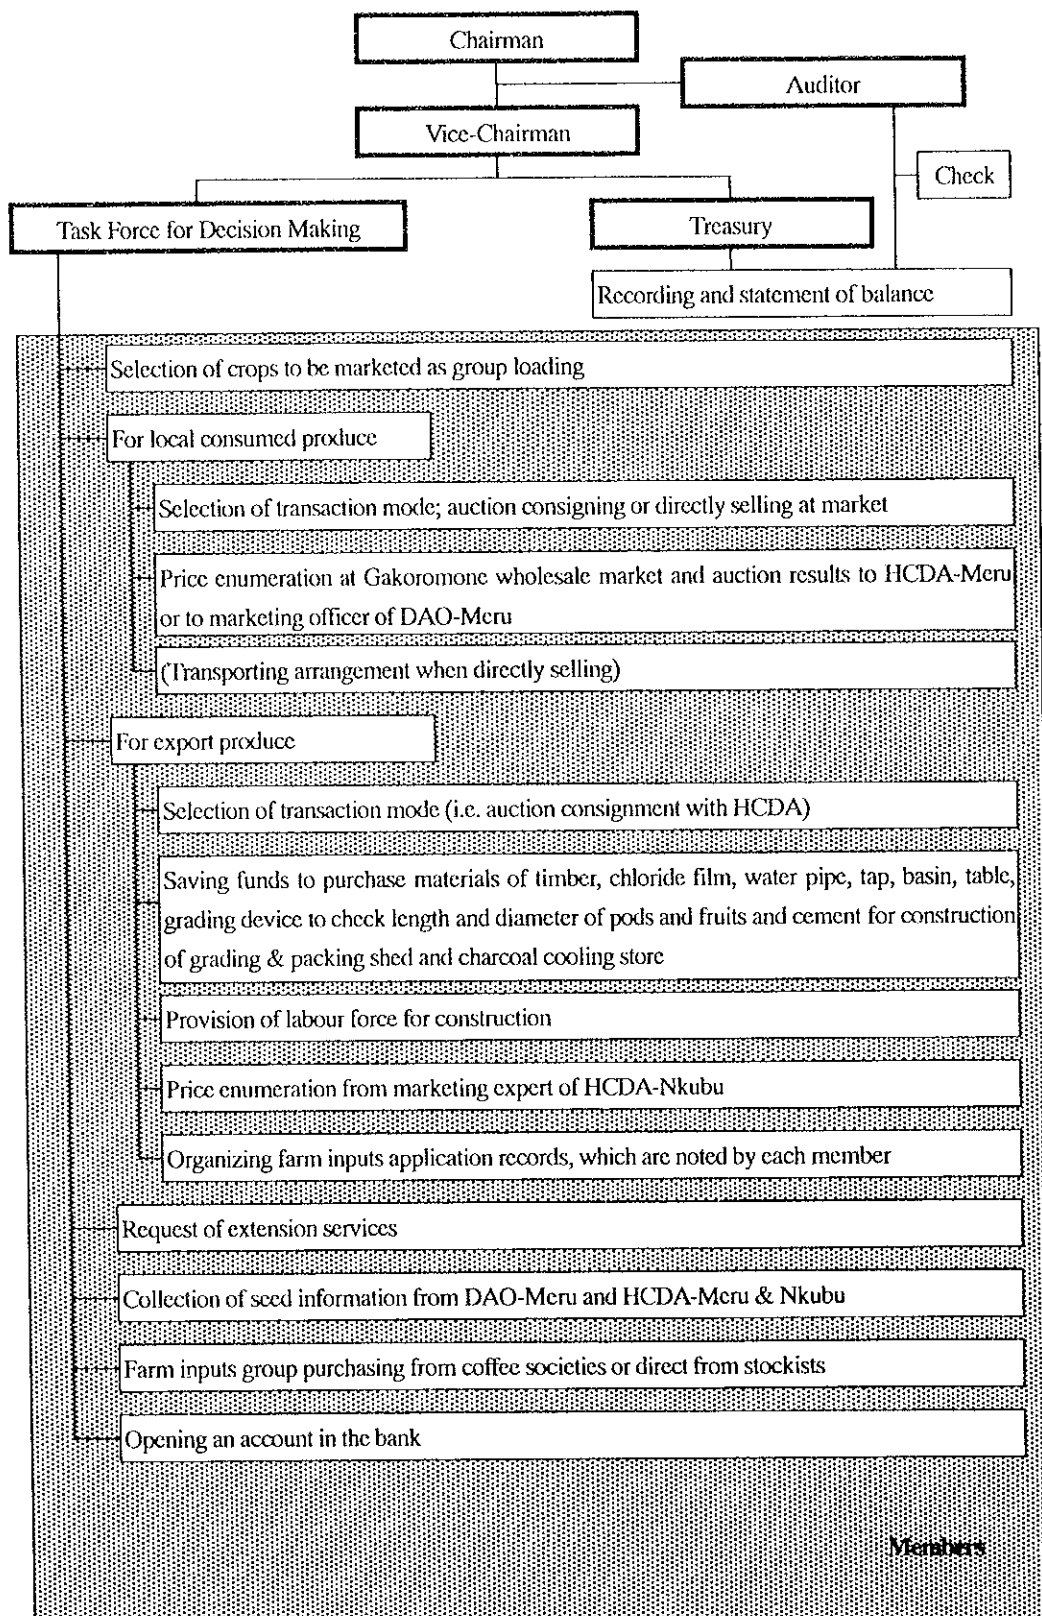 Chairman
Auditor
Vice-Chairman
Check
Task Force for Decision Making
Treasury
Recording and statement of balance
Selection of crops to be marketed as group loading
For local consumed produce
Selection of transaction mode; auction consigning or directly selling at market
Price enumeration at Gakoromone wholesale market and auction results to HCDA-Meru
or to marketing officer of DAO-Meru
(Transporting arrangement when directly selling)
For export produce
Selection of transaction mode (i.e. auction consignment with HCDA)
Saving funds to purchase materials of timber, chloride film, water pipe, tap, basin, table,
grading device to check length and diameter of pods and fruits and cement for construction
of grading & packing shed and charcoal cooling store
Provision of labour force for construction
Price enumeration from marketing expert of HCDA-Nkubu
Organizing farm inputs application records, which are noted by each member
Request of extension services
Collection of seed information from DAO-Meru and HCDA-Meru & Nkubu
Farm inputs group purchasing from coffee societies or direct from stockists
Opening an account in the bank
Members